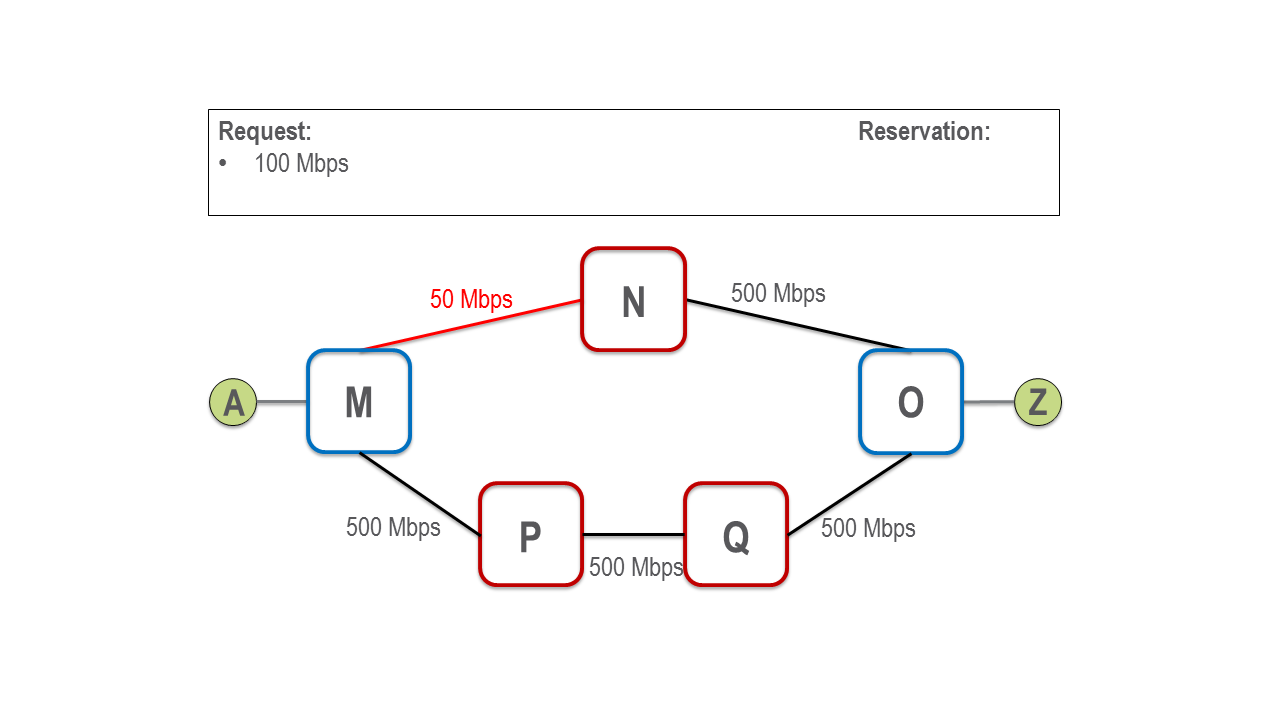 Request:
Reservation:
• 100 Mbps
N
50 Mbps
500 Mbps
A
M
O
Z
500 Mbps
P
Q
500 Mbps
500 Mbps